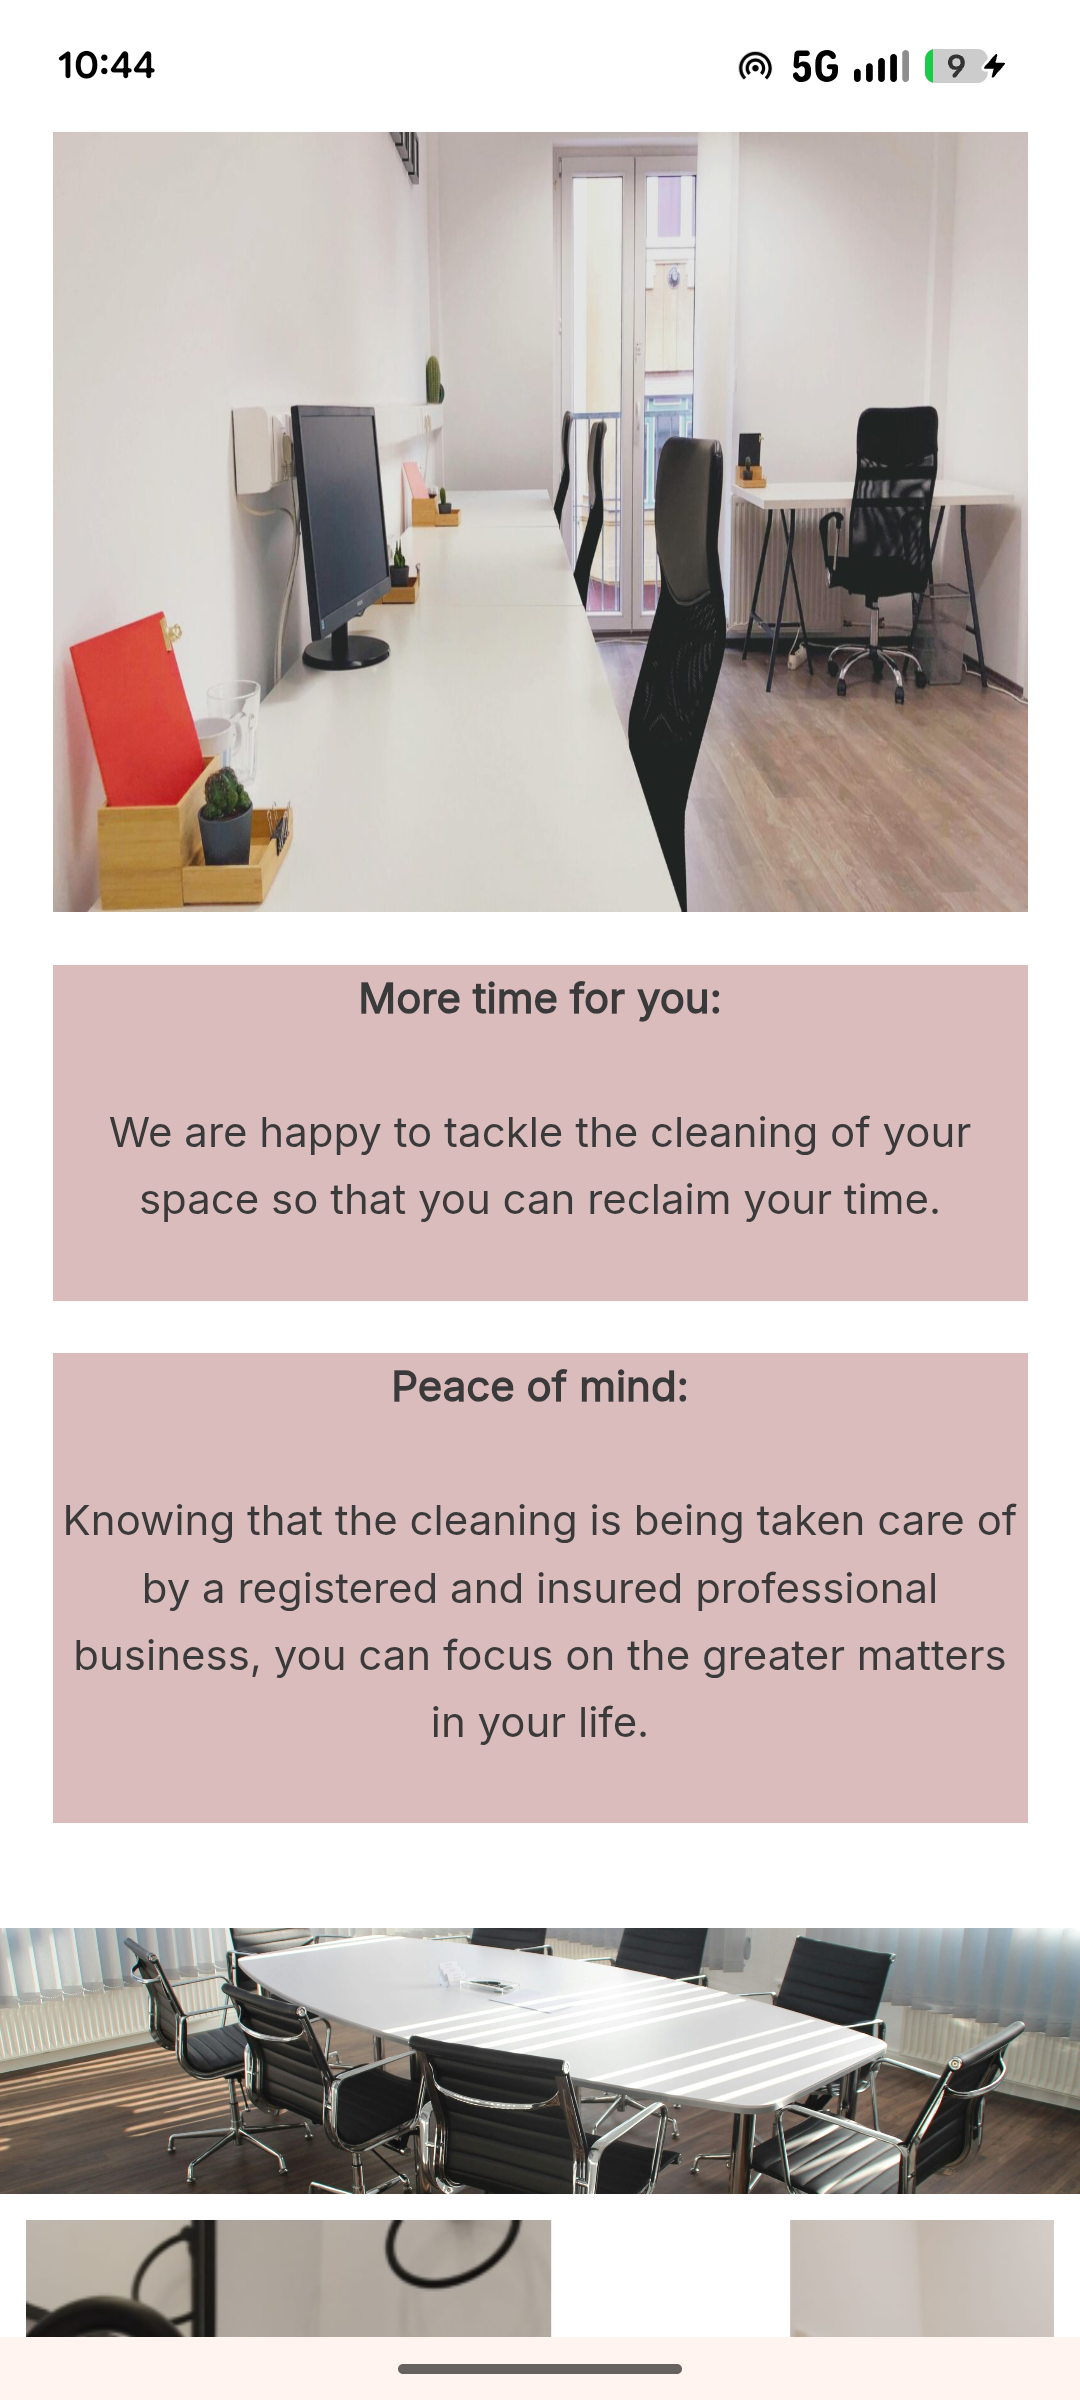 10:44
5G
9
More time for you:
We are happy to tackle the cleaning of your
space so that you can reclaim your time.
Peace of mind:
Knowing that the cleaning is being taken care of
by a registered and insured professional
business, you can focus on the greater matters
in your life.